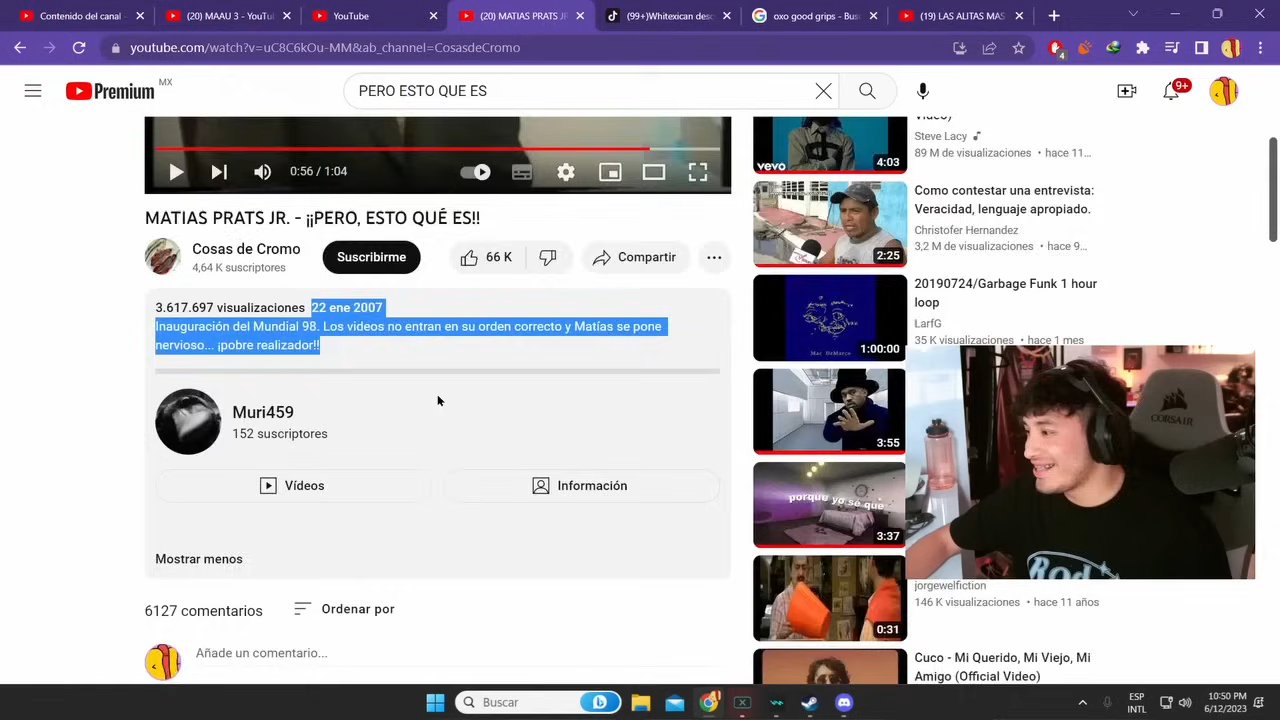 Contenido del canal -
(20) MAAU 3 - YouTu
YouTube
(20) MATIAS PRATS JR
(99+)Whitexican des
oxo good grips - Bus
(19) LAS ALITAS MAS
youtube.com/watch?v=uC8C6kOu-MM&ab_channel=CosasdeCromo
4
Premium MX
PERO ESTO QUE ES
9+
0:56 / 1:04
MATIAS PRATS JR. - ¡¡PERO, ESTO QUÉ ES!!
Cosas de Cromo
4,64 K suscriptores
Suscribirme
66 K
Compartir
3.617.697 visualizaciones 22 ene 2007
Inauguración del Mundial 98. Los videos no entran en su orden correcto y Matías se pone
nervioso... ¡pobre realizador!!
Muri459
152 suscriptores
Vídeos
Información
Mostrar menos
6127 comentarios
Ordenar por
Añade un comentario...
Video)
Steve Lacy
89 M de visualizaciones • hace 11...
vevo
4:03
Como contestar una entrevista:
Veracidad, lenguaje apropiado.
Christofer Hernandez
3,2 M de visualizaciones • hace 9...
2:25
20190724/Garbage Funk 1 hour
loop
LarfG
35 K visualizaciones • hace 1 mes
Mac DeMarco
1:00:00
3:55
porque yo sé que
3:37
CORSAIR
jorgewelfiction
146 K visualizaciones • hace 11 años
0:31
Cuco - Mi Querido, Mi Viejo, Mi
Amigo (Official Video)
Buscar
ESP
INTL
10:50 PM
6/12/2023